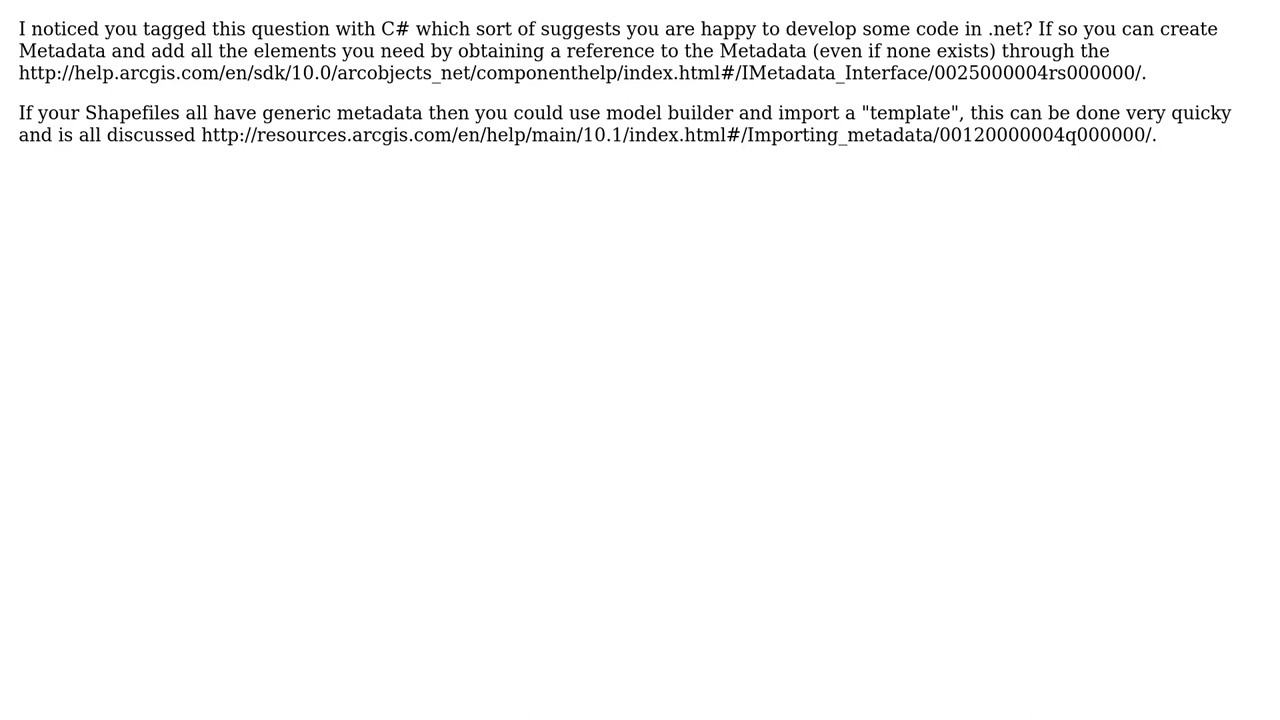 I noticed you tagged this question with C# which sort of suggests you are happy to develop some code in .net? If so you can create
Metadata and add all the elements you need by obtaining a reference to the Metadata (even if none exists) through the
http://help.arcgis.com/en/sdk/10.0/arcobjects_net/componenthelp/index.html#/IMetadata_Interface/0025000004rs000000/.
If your Shapefiles all have generic metadata then you could use model builder and import a "template", this can be done very quicky
and is all discussed http://resources.arcgis.com/en/help/main/10.1/index.html#/Importing_metadata/00120000004q000000/.